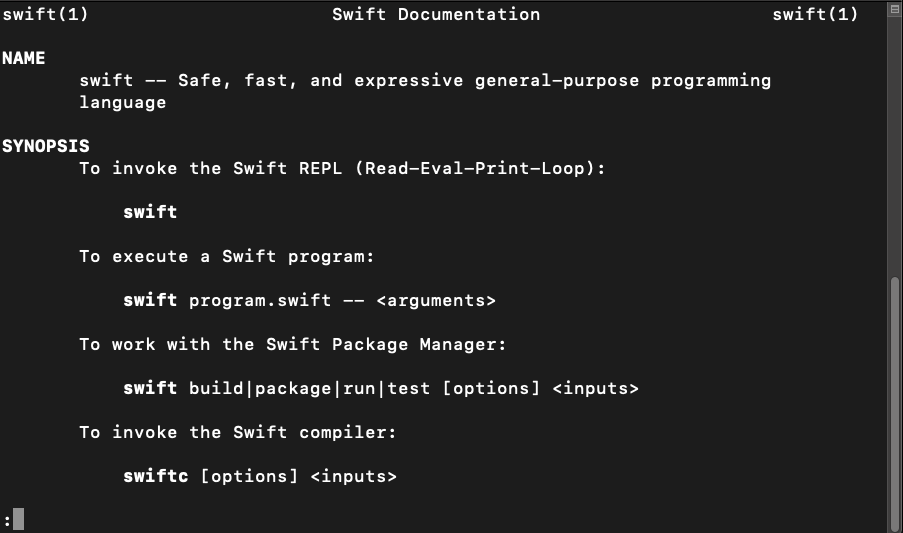 swift(1) Swift Documentation swift(1)
NAME
swift -- Safe, fast, and expressive general-purpose programming
language
SYNOPSIS
To invoke the Swift REPL (Read-Eval-Print-Loop):
swift
To execute a Swift program:
swift program.swift -- <arguments>
To work with the Swift Package Manager:
swift build|package|run|test [options] <inputs>
To invoke the Swift compiler:
swiftc [options] <inputs>
: